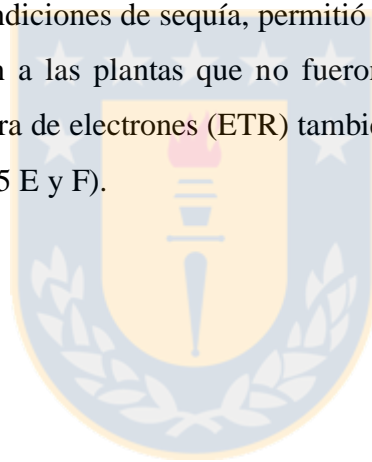 ndiciones de sequía, permitió
a las plantas que no fueron
ra de electrones (ETR) tambié
5 E y F).